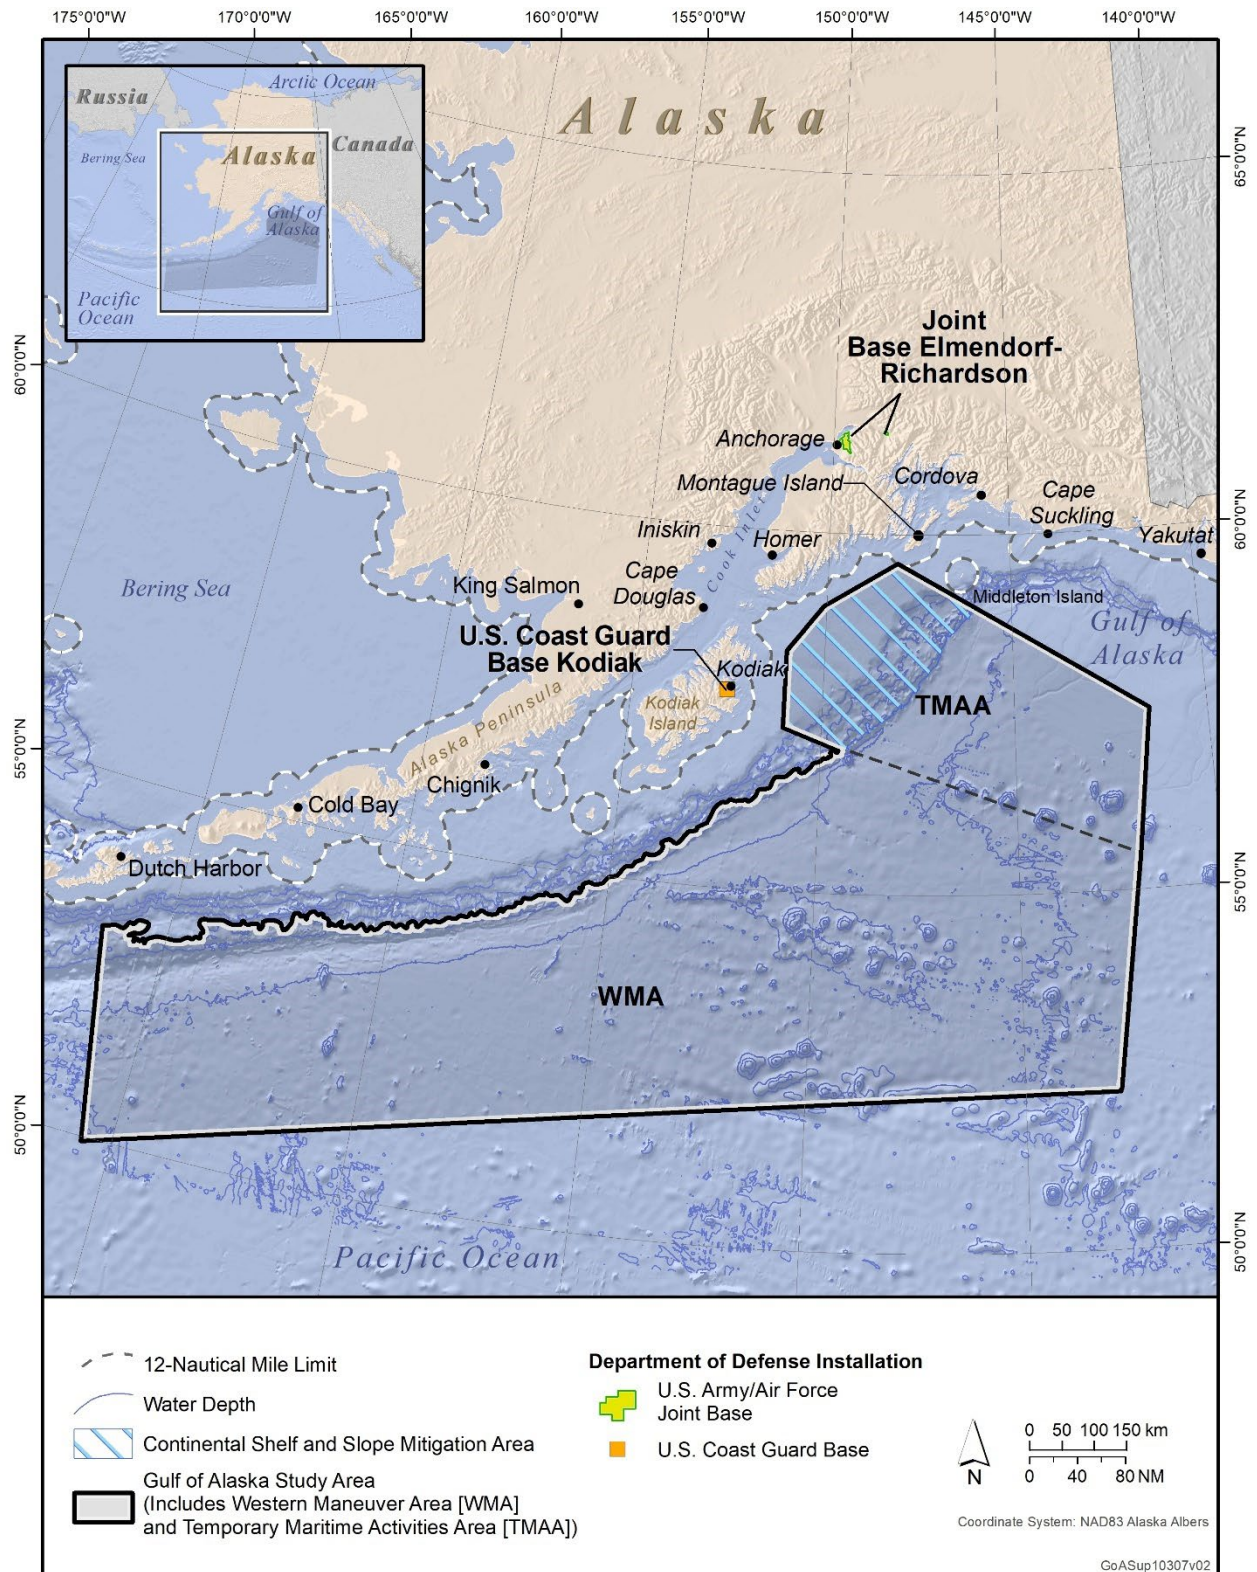 175°0'0"W 170°0'0"W 165°0'0"W 160°0'0"W 155°0'0"W 150°0'0"W 145°0'0"W 140°0'0"W
Arctic Ocean
Russia
Canada
Bering Sea
Alaska
Gulf of
Alaska
Pacific
Ocean
Alaska
65°0'0"N
60°0'0"N
60°0'0"N
55°0'0"N
55°0'0"N
50°0'0"N
50°0'0"N
Joint
Base Elmendorf-
Richardson
Anchorage
Montague Island
Cordova
Cape
Suckling
Yakutat
Iniskin
Cook Inlet
Homer
Bering Sea
King Salmon
Cape
Douglas
Middleton Island
Gulf of
Alaska
U.S. Coast Guard
Base Kodiak
Kodiak
Kodiak
Island
TMAA
Alaska Peninsula
Chignik
Cold Bay
Dutch Harbor
WMA
Pacific Ocean
12-Nautical Mile Limit
Water Depth
Continental Shelf and Slope Mitigation Area
Gulf of Alaska Study Area
(Includes Western Maneuver Area [WMA]
and Temporary Maritime Activities Area [TMAA])
Department of Defense Installation
U.S. Army/Air Force
Joint Base
U.S. Coast Guard Base
N
0 50 100 150 km
0 40 80 NM
Coordinate System: NAD83 Alaska Albers
GoASup10307v02